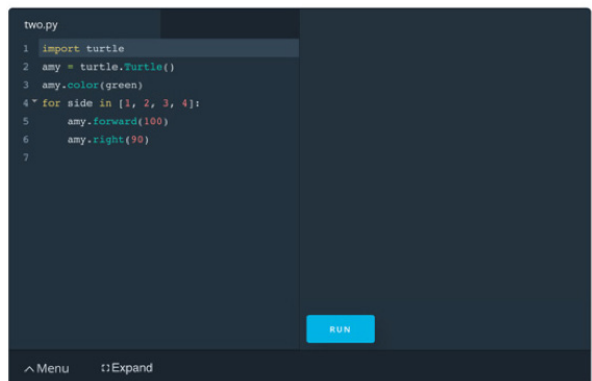 two.py
1 import turtle
2 amy = turtle.Turtle()
3 amy.color(green)
4 for side in [1, 2, 3, 4]:
5     amy.forward(100)
6     amy.right(90)
7
RUN
Menu
Expand